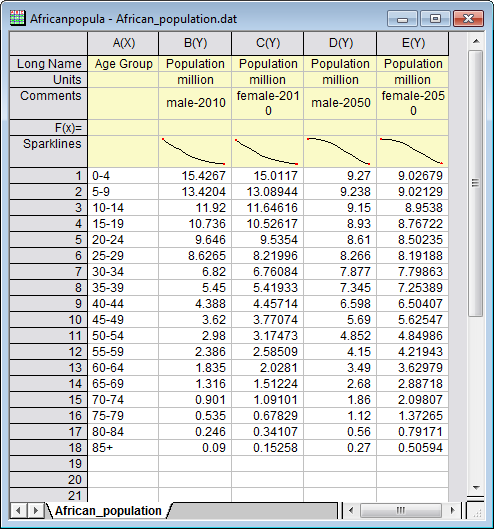 Africanpopula - African_population.dat
A(X) B(Y) C(Y) D(Y) E(Y)
Long Name Age Group Population Population Population Population
Units million million million million
Comments male-2010 female-201 0 male-2050 female-205 0
F(x)=
Sparklines
1 0-4 15.4267 15.0117 9.27 9.02679
2 5-9 13.4204 13.08944 9.238 9.02129
3 10-14 11.92 11.64616 9.15 8.9538
4 15-19 10.736 10.52617 8.93 8.76722
5 20-24 9.646 9.5354 8.61 8.50235
6 25-29 8.6265 8.21996 8.266 8.19188
7 30-34 6.82 6.76084 7.877 7.79863
8 35-39 5.45 5.41933 7.345 7.25389
9 40-44 4.388 4.45714 6.598 6.50407
10 45-49 3.62 3.77074 5.69 5.62547
11 50-54 2.98 3.17473 4.852 4.84986
12 55-59 2.386 2.58509 4.15 4.21943
13 60-64 1.835 2.0281 3.49 3.62979
14 65-69 1.316 1.51224 2.68 2.88718
15 70-74 0.901 1.09101 1.86 2.09807
16 75-79 0.535 0.67829 1.12 1.37265
17 80-84 0.246 0.34107 0.56 0.79171
18 85+ 0.09 0.15258 0.27 0.50594
19
20
21
African_population